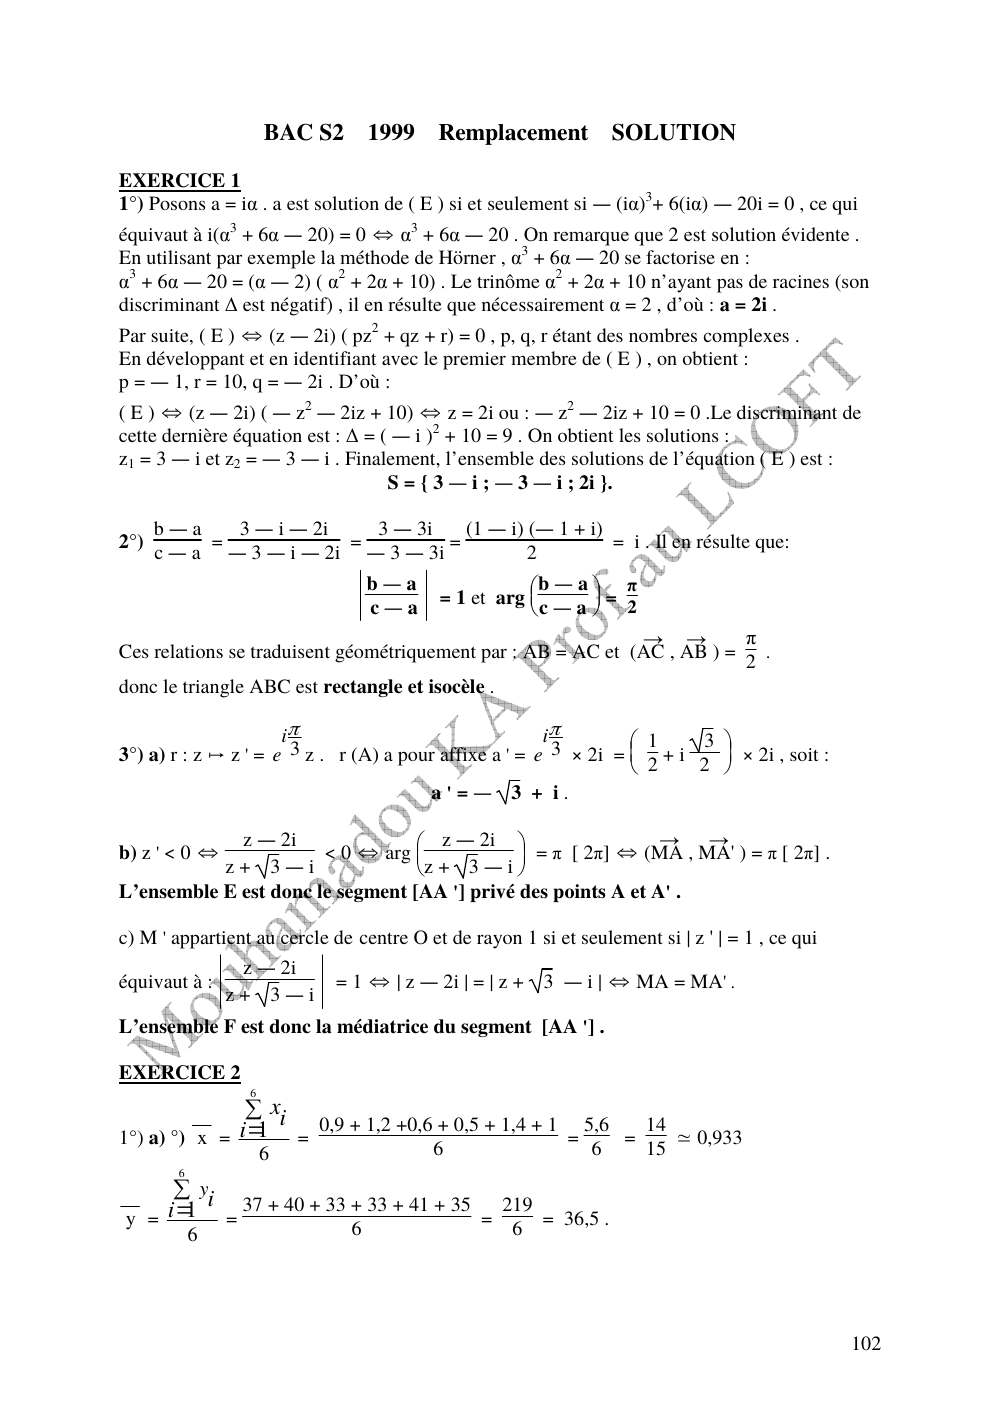 BAC S2 1999 Remplacement SOLUTION
EXERCICE 1
1°) Posons a = iα . a est solution de ( E ) si et seulement si — (iα)³+ 6(iα) — 20i = 0 , ce qui
équivaut à i(α³ + 6α — 20) = 0 ⇔ α³ + 6α — 20 . On remarque que 2 est solution évidente .
En utilisant par exemple la méthode de Hörner , α³ + 6α — 20 se factorise en :
α³ + 6α — 20 = (α — 2) ( α² + 2α + 10) . Le trinôme α² + 2α + 10 n’ayant pas de racines (son
discriminant Δ est négatif) , il en résulte que nécessairement α = 2 , d’où : a = 2i .
Par suite, ( E ) ⇔ (z — 2i) ( pz² + qz + r) = 0 , p, q, r étant des nombres complexes .
En développant et en identifiant avec le premier membre de ( E ) , on obtient :
p = — 1, r = 10, q = — 2i . D’où :
( E ) ⇔ (z — 2i) ( — z² — 2iz + 10) ⇔ z = 2i ou : — z² — 2iz + 10 = 0 .Le discriminant de
cette dernière équation est : Δ = ( — i )² + 10 = 9 . On obtient les solutions :
z₁ = 3 — i et z₂ = — 3 — i . Finalement, l’ensemble des solutions de l’équation ( E ) est :
S = { 3 — i ; — 3 — i ; 2i }.
2°) (b — a)/(c — a) = (3 — i — 2i)/(— 3 — i — 2i) = (3 — 3i)/(— 3 — 3i) = ((1 — i) (— 1 + i))/2 = i . Il en résulte que:
|(b — a)/(c — a)| = 1 et arg ((b — a)/(c — a)) = π/2
Ces relations se traduisent géométriquement par : AB = AC et (AC→ , AB→ ) = π/2 .
donc le triangle ABC est rectangle et isocèle .
3°) a) r : z ↦ z ' = e^(iπ/3) z . r (A) a pour affixe a ' = e^(iπ/3) × 2i = ( 1/2 + i √3/2 ) × 2i , soit :
a ' = — √3 + i .
b) z ' < 0 ⇔ (z — 2i)/(z + √3 — i) < 0 ⇔ arg ((z — 2i)/(z + √3 — i)) = π [ 2π] ⇔ (MA→ , MA'→ ) = π [ 2π] .
L’ensemble E est donc le segment [AA '] privé des points A et A' .
c) M ' appartient au cercle de centre O et de rayon 1 si et seulement si | z ' | = 1 , ce qui
équivaut à : |(z — 2i)/(z + √3 — i)| = 1 ⇔ | z — 2i | = | z + √3 — i | ⇔ MA = MA' .
L’ensemble F est donc la médiatrice du segment [AA '] .
EXERCICE 2
1°) a) °) x̄ = (∑_(i=1)^6 x_i)/6 = (0,9 + 1,2 +0,6 + 0,5 + 1,4 + 1)/6 = 5,6/6 = 14/15 ≃ 0,933
ȳ = (∑_(i=1)^6 y_i)/6 = (37 + 40 + 33 + 33 + 41 + 35)/6 = 219/6 = 36,5 .
Mouhamadou KA Prof au LCOFT
102